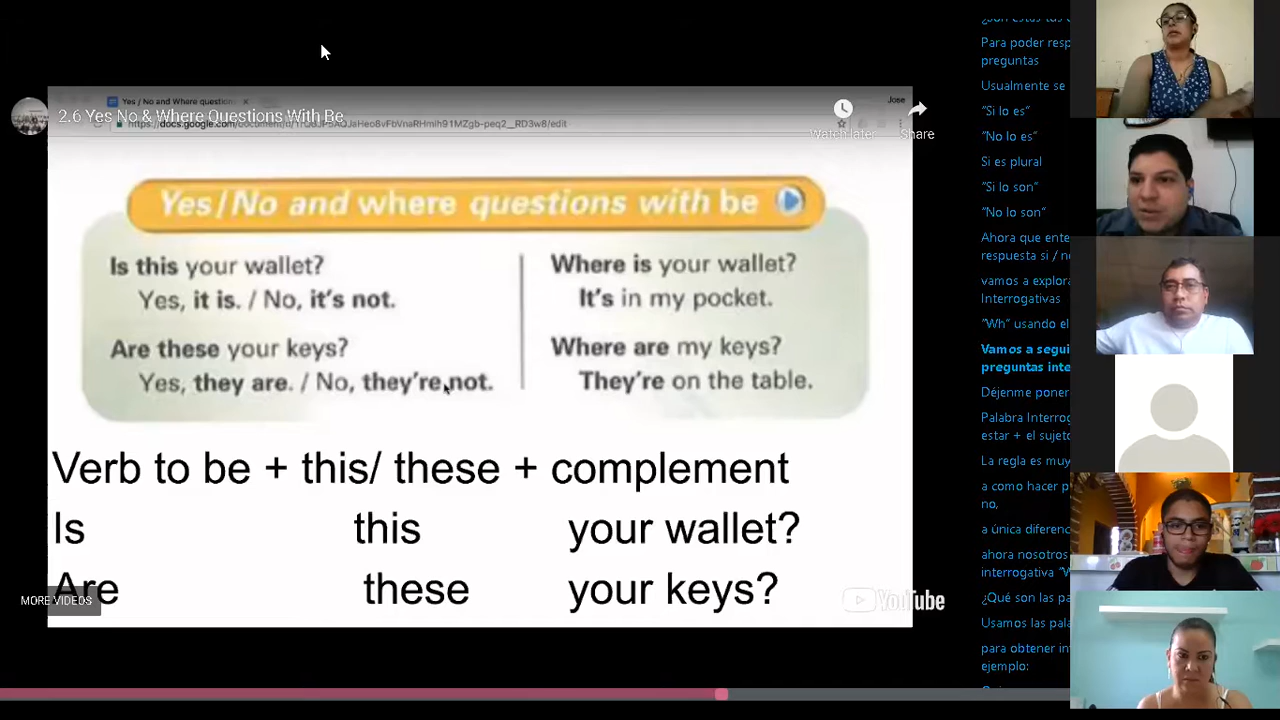 Yes / No and Where question
Jose
2.6 Yes No & Where Questions With Be
Watch later
Share
Yes/No and where questions with be
Is this your wallet?
Yes, it is. / No, it's not.
Are these your keys?
Yes, they are. / No, they're not.
Where is your wallet?
It's in my pocket.
Where are my keys?
They're on the table.
Verb to be + this/ these + complement
Is this your wallet?
Are these your keys?
MORE VIDEOS
YouTube
Para poder resp
preguntas
Usualmente se
"Si lo es"
"No lo es"
Si es plural
"Si lo son"
"No lo son"
Ahora que ente
respuesta si / n
vamos a explora
Interrogativas
"Wh" usando el
Vamos a segui
preguntas inte
Déjenme poner
Palabra Interrog
estar + el sujeto
La regla es muy
a como hacer p
no,
a única diferenc
ahora nosotros
interrogativa "W
¿Qué son las pa
Usamos las pala
para obtener in
ejemplo: